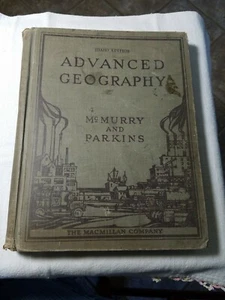 ADVANCED
GEOGRAPHY
McMURRY
AND
PARKINS
THE MACMILLAN COMPANY